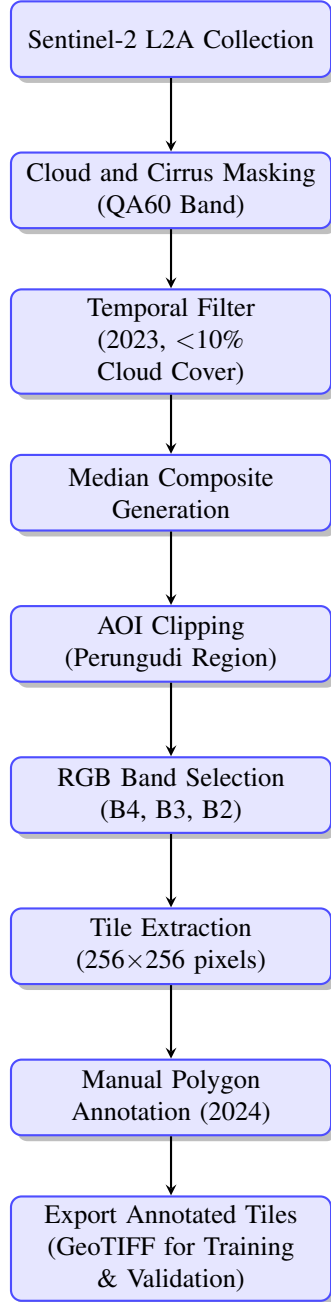 Sentinel-2 L2A Collection
Cloud and Cirrus Masking
(QA60 Band)
Temporal Filter
(2023, <10%
Cloud Cover)
Median Composite
Generation
AOI Clipping
(Perungudi Region)
RGB Band Selection
(B4, B3, B2)
Tile Extraction
(256×256 pixels)
Manual Polygon
Annotation (2024)
Export Annotated Tiles
(GeoTIFF for Training
& Validation)